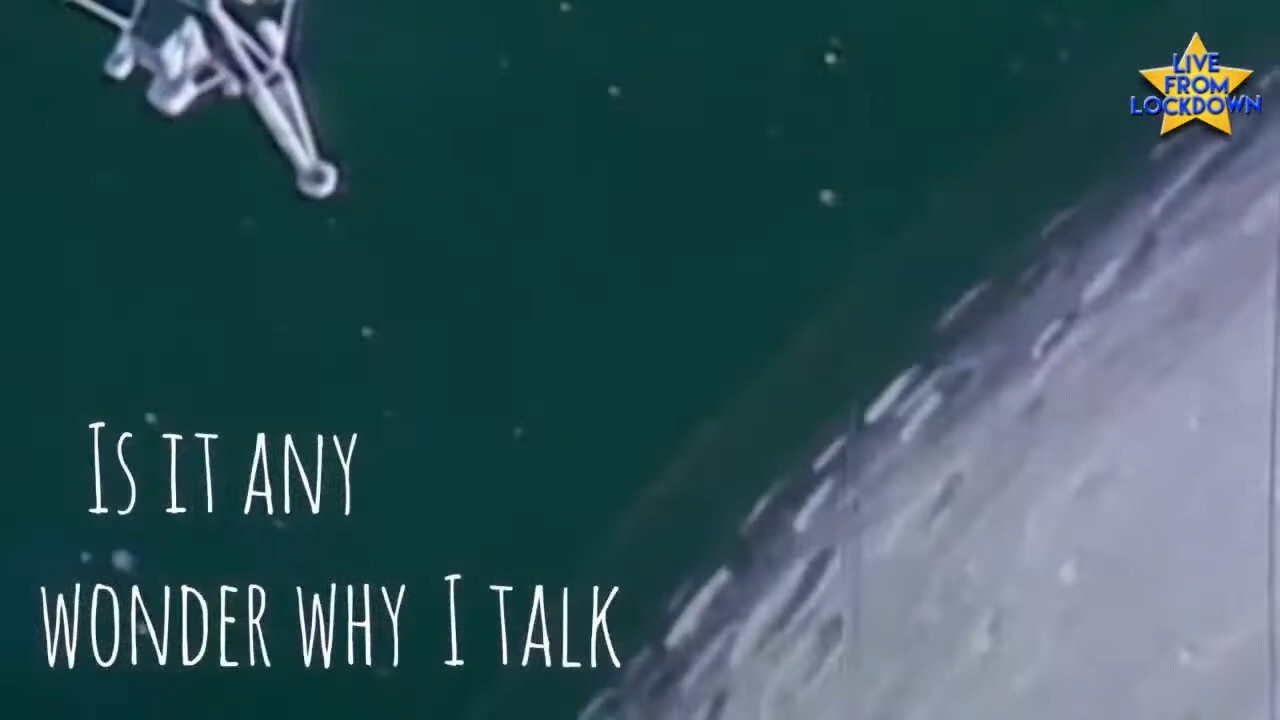 LIVE
FROM
LOCKDOWN
IS IT ANY
WONDER WHY I TALK